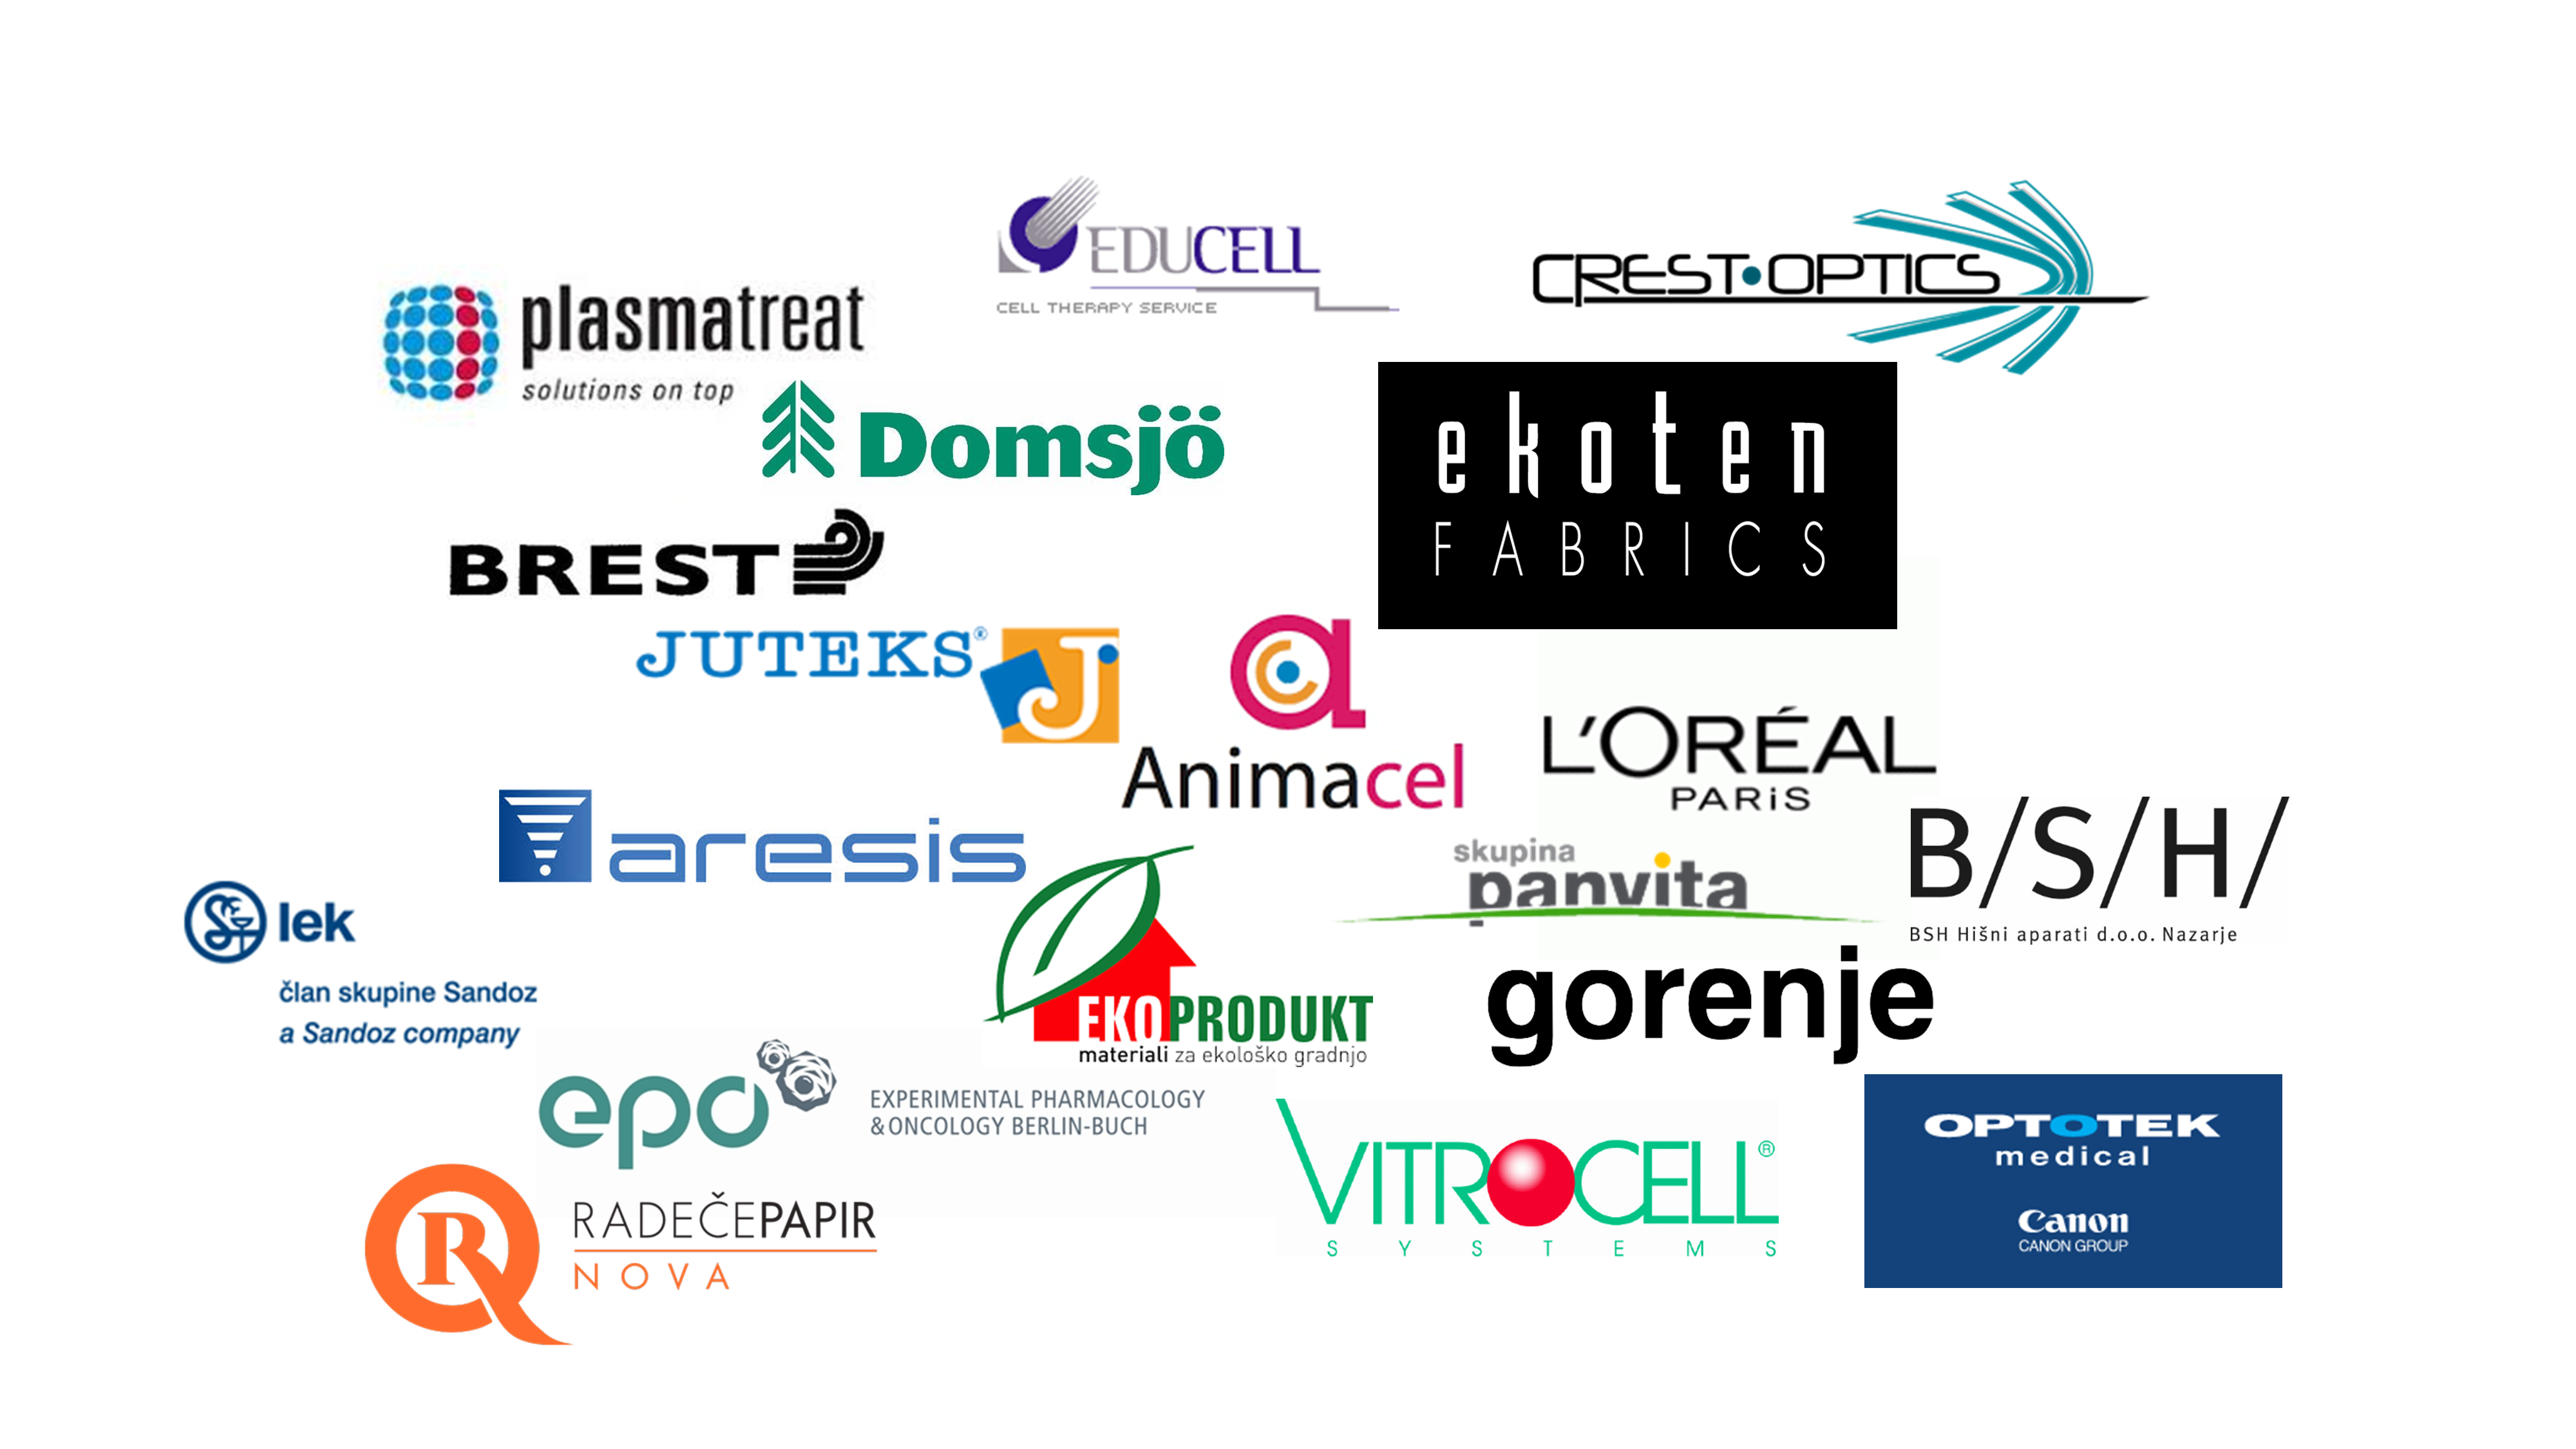 EDUCELL
CELL THERAPY SERVICE
CREST•OPTICS
plasmatreat
solutions on top
Domsjö
ekoten
FABRICS
BREST
JUTEKS®
J
Animacel
L'ORÉAL
PARiS
aresis
skupina
panvita
B/S/H/
BSH Hišni aparati d.o.o. Nazarje
lek
član skupine Sandoz
a Sandoz company
EKOPRODUKT
materiali za ekološko gradnjo
gorenje
epo
EXPERIMENTAL PHARMACOLOGY
& ONCOLOGY BERLIN-BUCH
VITROCELL®
SYSTEMS
OPTOTEK
medical
Canon
CANON GROUP
R
RADEČEPAPIR
NOVA